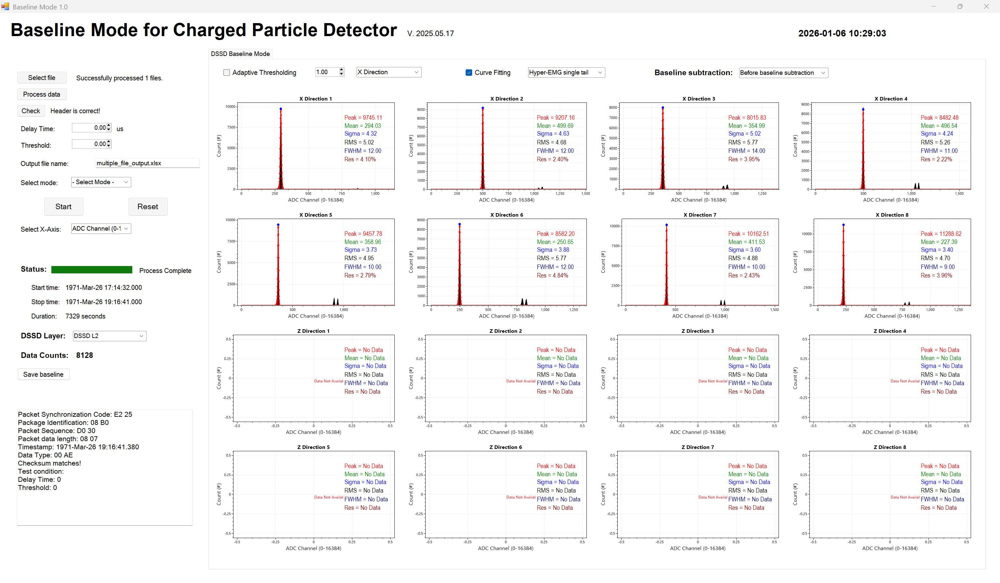 Baseline Mode 1.0
Baseline Mode for Charged Particle Detector V. 2025.05.17
2026-01-06 10:29:03
Select file Successfully processed 1 files.
Process data
Check Header is correct!
Delay Time: 0.00 us
Threshold: 0.00
Output file name: multiple_file_output.xlsx
Select mode: - Select Mode -
Start Reset
Select X-Axis: ADC Channel (0-1
Status: Process Complete
Start time: 1971-Mar-26 17:14:32.000
Stop time: 1971-Mar-26 19:16:41.000
Duration: 7329 seconds
DSSD Layer: DSSD L2
Data Counts: 8128
Save baseline
Packet Synchronization Code: E2 25
Package Identification: 08 B0
Packet Sequence: D0 30
Packet data length: 08 07
Timestamp: 1971-Mar-26 19:16:41.380
Data Type: 00 AE
Checksum matches!
Test condition:
Delay Time: 0
Threshold: 0
DSSD Baseline Mode
Adaptive Thresholding 1.00 X Direction Curve Fitting Hyper-EMG single tail Baseline subtraction: Before baseline subtraction
X Direction 1
Count (#)
10000
7500
5000
2500
0
Peak = 9745.11
Mean = 294.03
Sigma = 4.32
RMS = 5.02
FWHM = 12.00
Res = 4.10%
0 250 500 750 1,000
ADC Channel (0-16384)
X Direction 2
Count (#)
9000
8000
7000
6000
5000
4000
3000
2000
1000
0
Peak = 9207.16
Mean = 499.69
Sigma = 4.63
RMS = 4.68
FWHM = 12.00
Res = 2.40%
0 250 500 750 1,000 1,250 1,500
ADC Channel (0-16384)
X Direction 3
Count (#)
8000
7000
6000
5000
4000
3000
2000
1000
0
Peak = 8015.83
Mean = 354.99
Sigma = 5.02
RMS = 5.77
FWHM = 14.00
Res = 3.95%
0 250 500 750 1,000 1,250
ADC Channel (0-16384)
X Direction 4
Count (#)
9000
8000
7000
6000
5000
4000
3000
2000
1000
0
Peak = 8482.48
Mean = 496.54
Sigma = 4.24
RMS = 5.26
FWHM = 11.00
Res = 2.22%
0 500 1,000 1,500
ADC Channel (0-16384)
X Direction 5
Count (#)
10000
7500
5000
2500
0
Peak = 9457.78
Mean = 358.96
Sigma = 3.73
RMS = 4.95
FWHM = 10.00
Res = 2.79%
0 500 1,000
ADC Channel (0-16384)
X Direction 6
Count (#)
9000
8000
7000
6000
5000
4000
3000
2000
1000
0
Peak = 8582.20
Mean = 250.65
Sigma = 3.88
RMS = 5.77
FWHM = 12.00
Res = 4.84%
0 250 500 750 1,000 1,250
ADC Channel (0-16384)
X Direction 7
Count (#)
10000
7500
5000
2500
0
Peak = 10162.51
Mean = 411.53
Sigma = 3.60
RMS = 4.88
FWHM = 10.00
Res = 2.43%
0 500 1,000 1,500
ADC Channel (0-16384)
X Direction 8
Count (#)
10000
7500
5000
2500
0
Peak = 11288.62
Mean = 227.39
Sigma = 3.40
RMS = 4.70
FWHM = 9.00
Res = 3.96%
0 250 500 750 1,000 1,250
ADC Channel (0-16384)
Z Direction 1
Count (#)
0.5
0.25
0
-0.25
-0.5
Peak = No Data
Mean = No Data
Sigma = No Data
RMS = No Data
Data Not Availab FWHM = No Data
Res = No Data
-0.5 -0.25 0 0.25 0.5
ADC Channel (0-16384)
Z Direction 2
Count (#)
0.5
0.25
0
-0.25
-0.5
Peak = No Data
Mean = No Data
Sigma = No Data
RMS = No Data
Data Not Availab FWHM = No Data
Res = No Data
-0.5 -0.25 0 0.25 0.5
ADC Channel (0-16384)
Z Direction 3
Count (#)
0.5
0.25
0
-0.25
-0.5
Peak = No Data
Mean = No Data
Sigma = No Data
RMS = No Data
Data Not Availab FWHM = No Data
Res = No Data
-0.5 -0.25 0 0.25 0.5
ADC Channel (0-16384)
Z Direction 4
Count (#)
0.5
0.25
0
-0.25
-0.5
Peak = No Data
Mean = No Data
Sigma = No Data
RMS = No Data
Data Not Availab FWHM = No Data
Res = No Data
-0.5 -0.25 0 0.25 0.5
ADC Channel (0-16384)
Z Direction 5
Count (#)
0.5
0.25
0
-0.25
-0.5
Peak = No Data
Mean = No Data
Sigma = No Data
RMS = No Data
Data Not Availab FWHM = No Data
Res = No Data
-0.5 -0.25 0 0.25 0.5
ADC Channel (0-16384)
Z Direction 6
Count (#)
0.5
0.25
0
-0.25
-0.5
Peak = No Data
Mean = No Data
Sigma = No Data
RMS = No Data
Data Not Availab FWHM = No Data
Res = No Data
-0.5 -0.25 0 0.25 0.5
ADC Channel (0-16384)
Z Direction 7
Count (#)
0.5
0.25
0
-0.25
-0.5
Peak = No Data
Mean = No Data
Sigma = No Data
RMS = No Data
Data Not Availab FWHM = No Data
Res = No Data
-0.5 -0.25 0 0.25 0.5
ADC Channel (0-16384)
Z Direction 8
Count (#)
0.5
0.25
0
-0.25
-0.5
Peak = No Data
Mean = No Data
Sigma = No Data
RMS = No Data
Data Not Availab FWHM = No Data
Res = No Data
-0.5 -0.25 0 0.25 0.5
ADC Channel (0-16384)